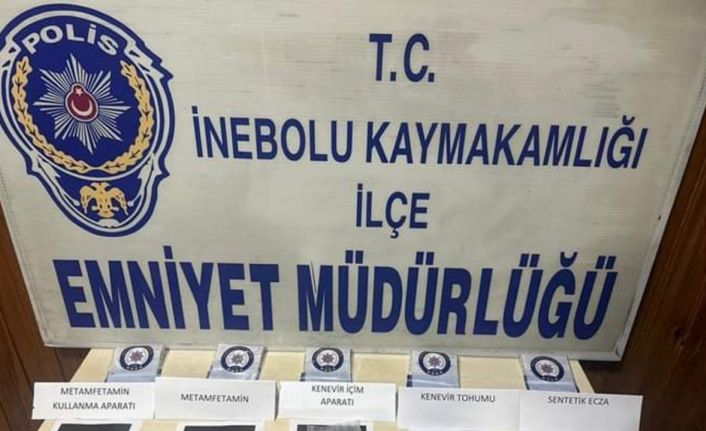 POLİS
T.C.
İNEBOLU KAYMAKAMLIĞI
İLÇE
EMNİYET MÜDÜRLÜĞÜ
METAMFETAMİN
KULLANMA APARATI
METAMFETAMİN
KENEVİR İÇİM
APARATI
KENEVİR TOHUMU
SENTETİK ECZA